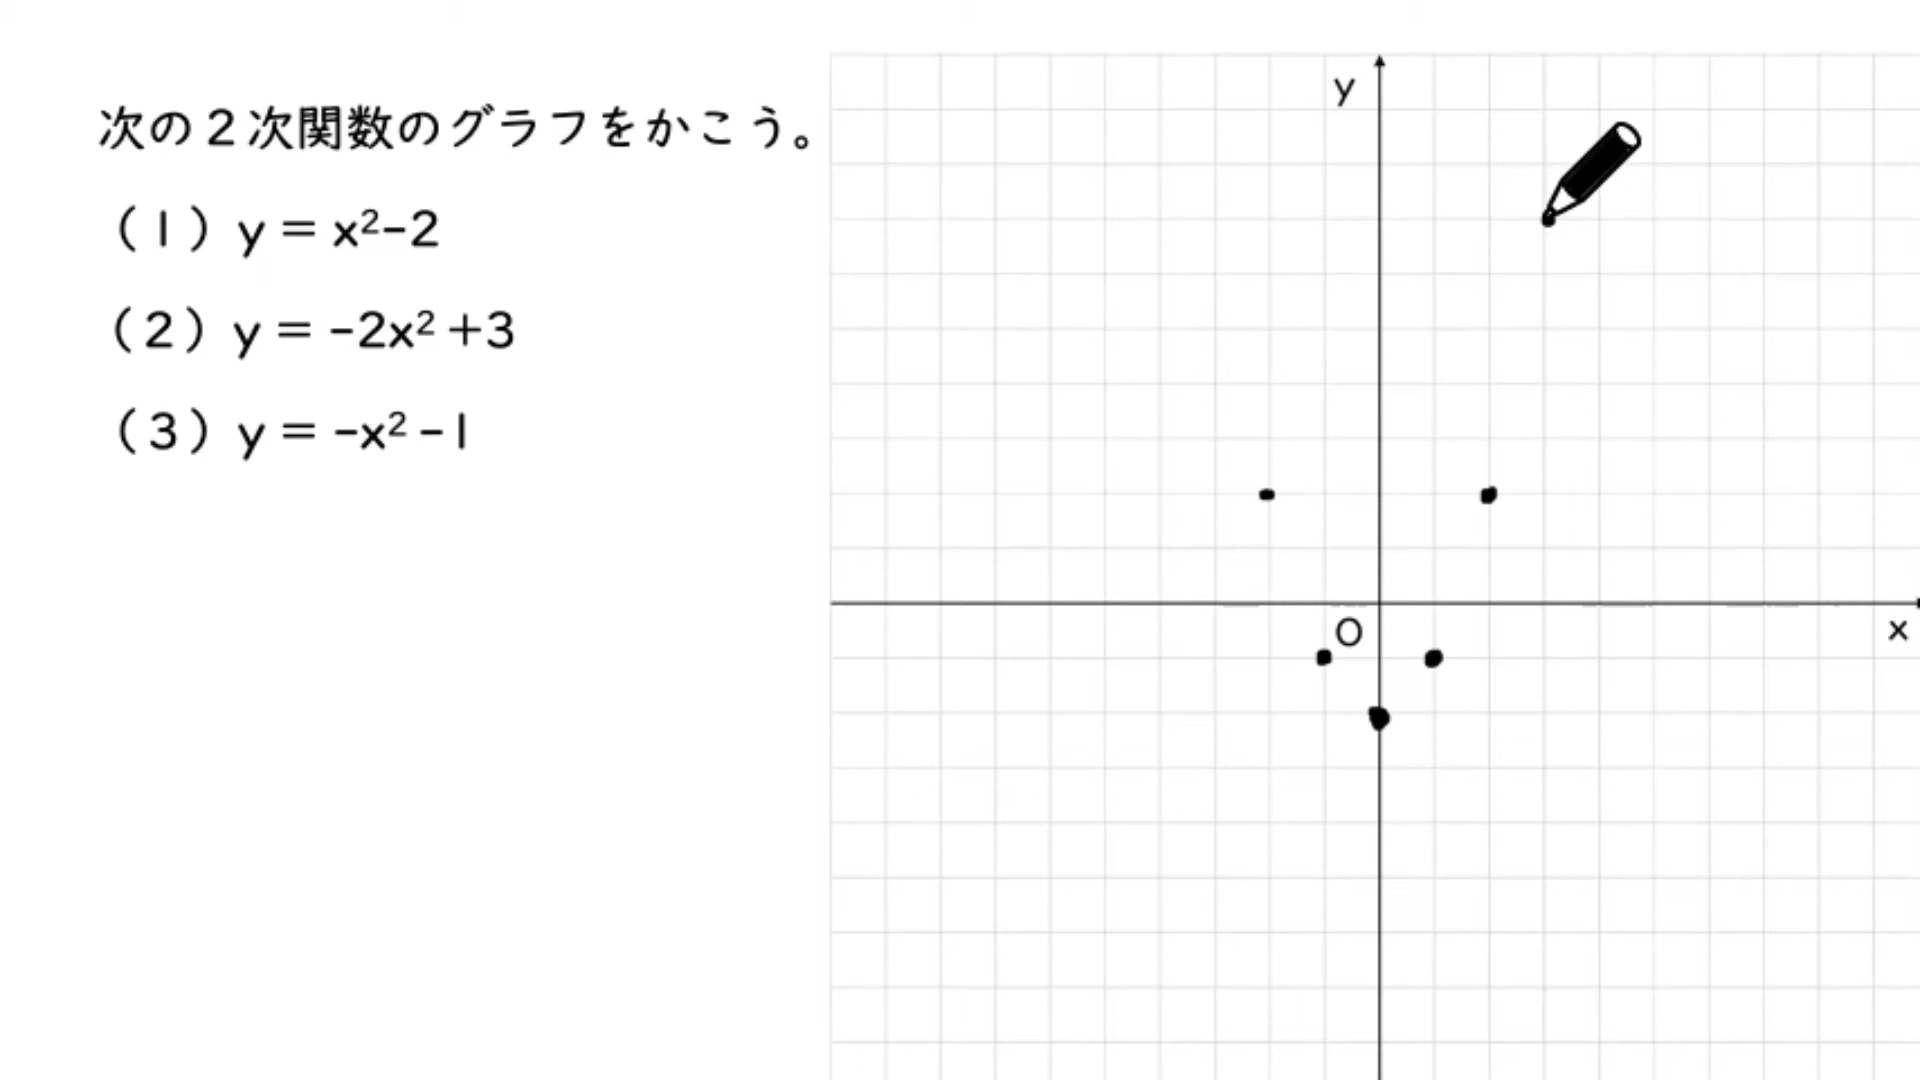 次の2次関数のグラフをかこう。
(1) y = x²-2
(2) y = -2x²+3
(3) y = -x²-1
y
O
x